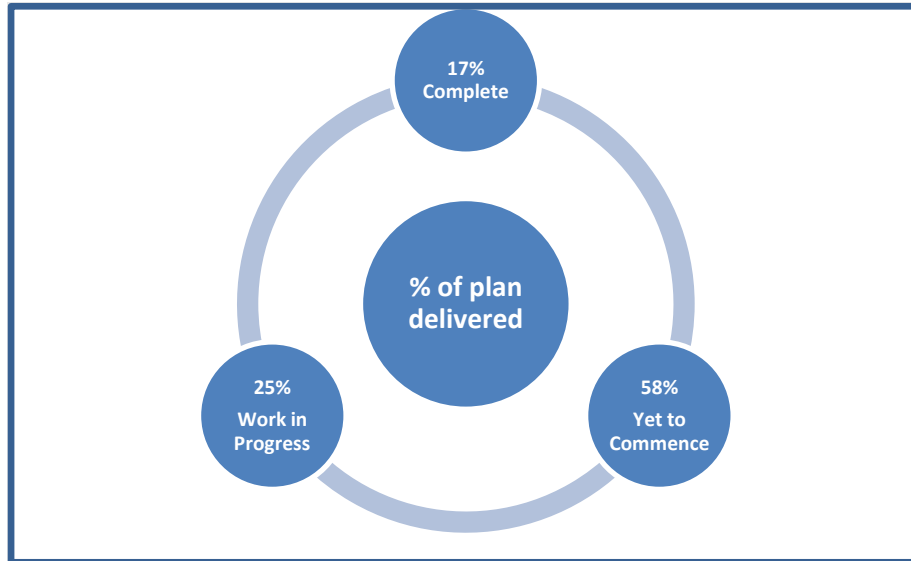 17%
Complete
% of plan
delivered
25%
Work in
Progress
58%
Yet to
Commence